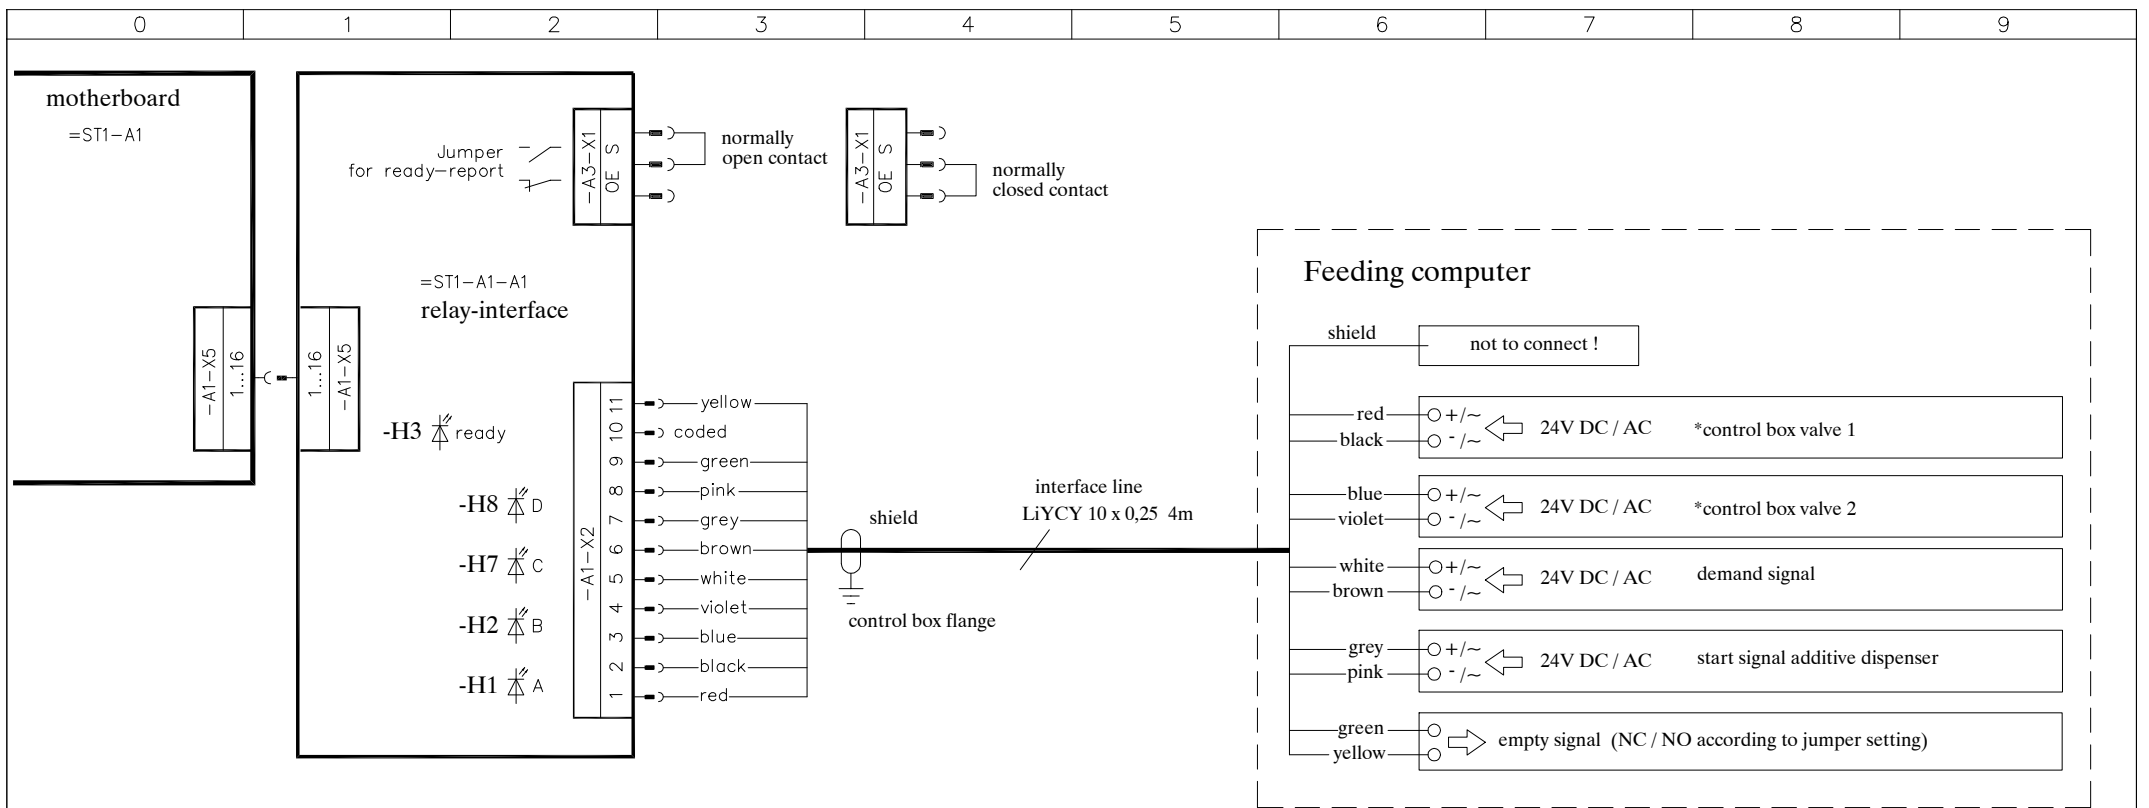 0 1 2 3 4 5 6 7 8 9
motherboard
=ST1-A1
Jumper
for ready-report
-A3-X1
OE S
normally
open contact
-A3-X1
OE S
normally
closed contact
=ST1-A1-A1
relay-interface
-A1-X5
1...16
1...16
-A1-X5
-H3 ready
-H8 D
-H7 C
-H2 B
-H1 A
-A1-X2
11 yellow
10 coded
9 green
8 pink
7 grey
6 brown
5 white
4 violet
3 blue
2 black
1 red
shield
control box flange
interface line
LiYCY 10 x 0,25 4m
Feeding computer
shield not to connect !
red +/~
black - /~
24V DC / AC *control box valve 1
blue +/~
violet - /~
24V DC / AC *control box valve 2
white +/~
brown - /~
24V DC / AC demand signal
grey +/~
pink - /~
24V DC / AC start signal additive dispenser
green
yellow
empty signal (NC / NO according to jumper setting)